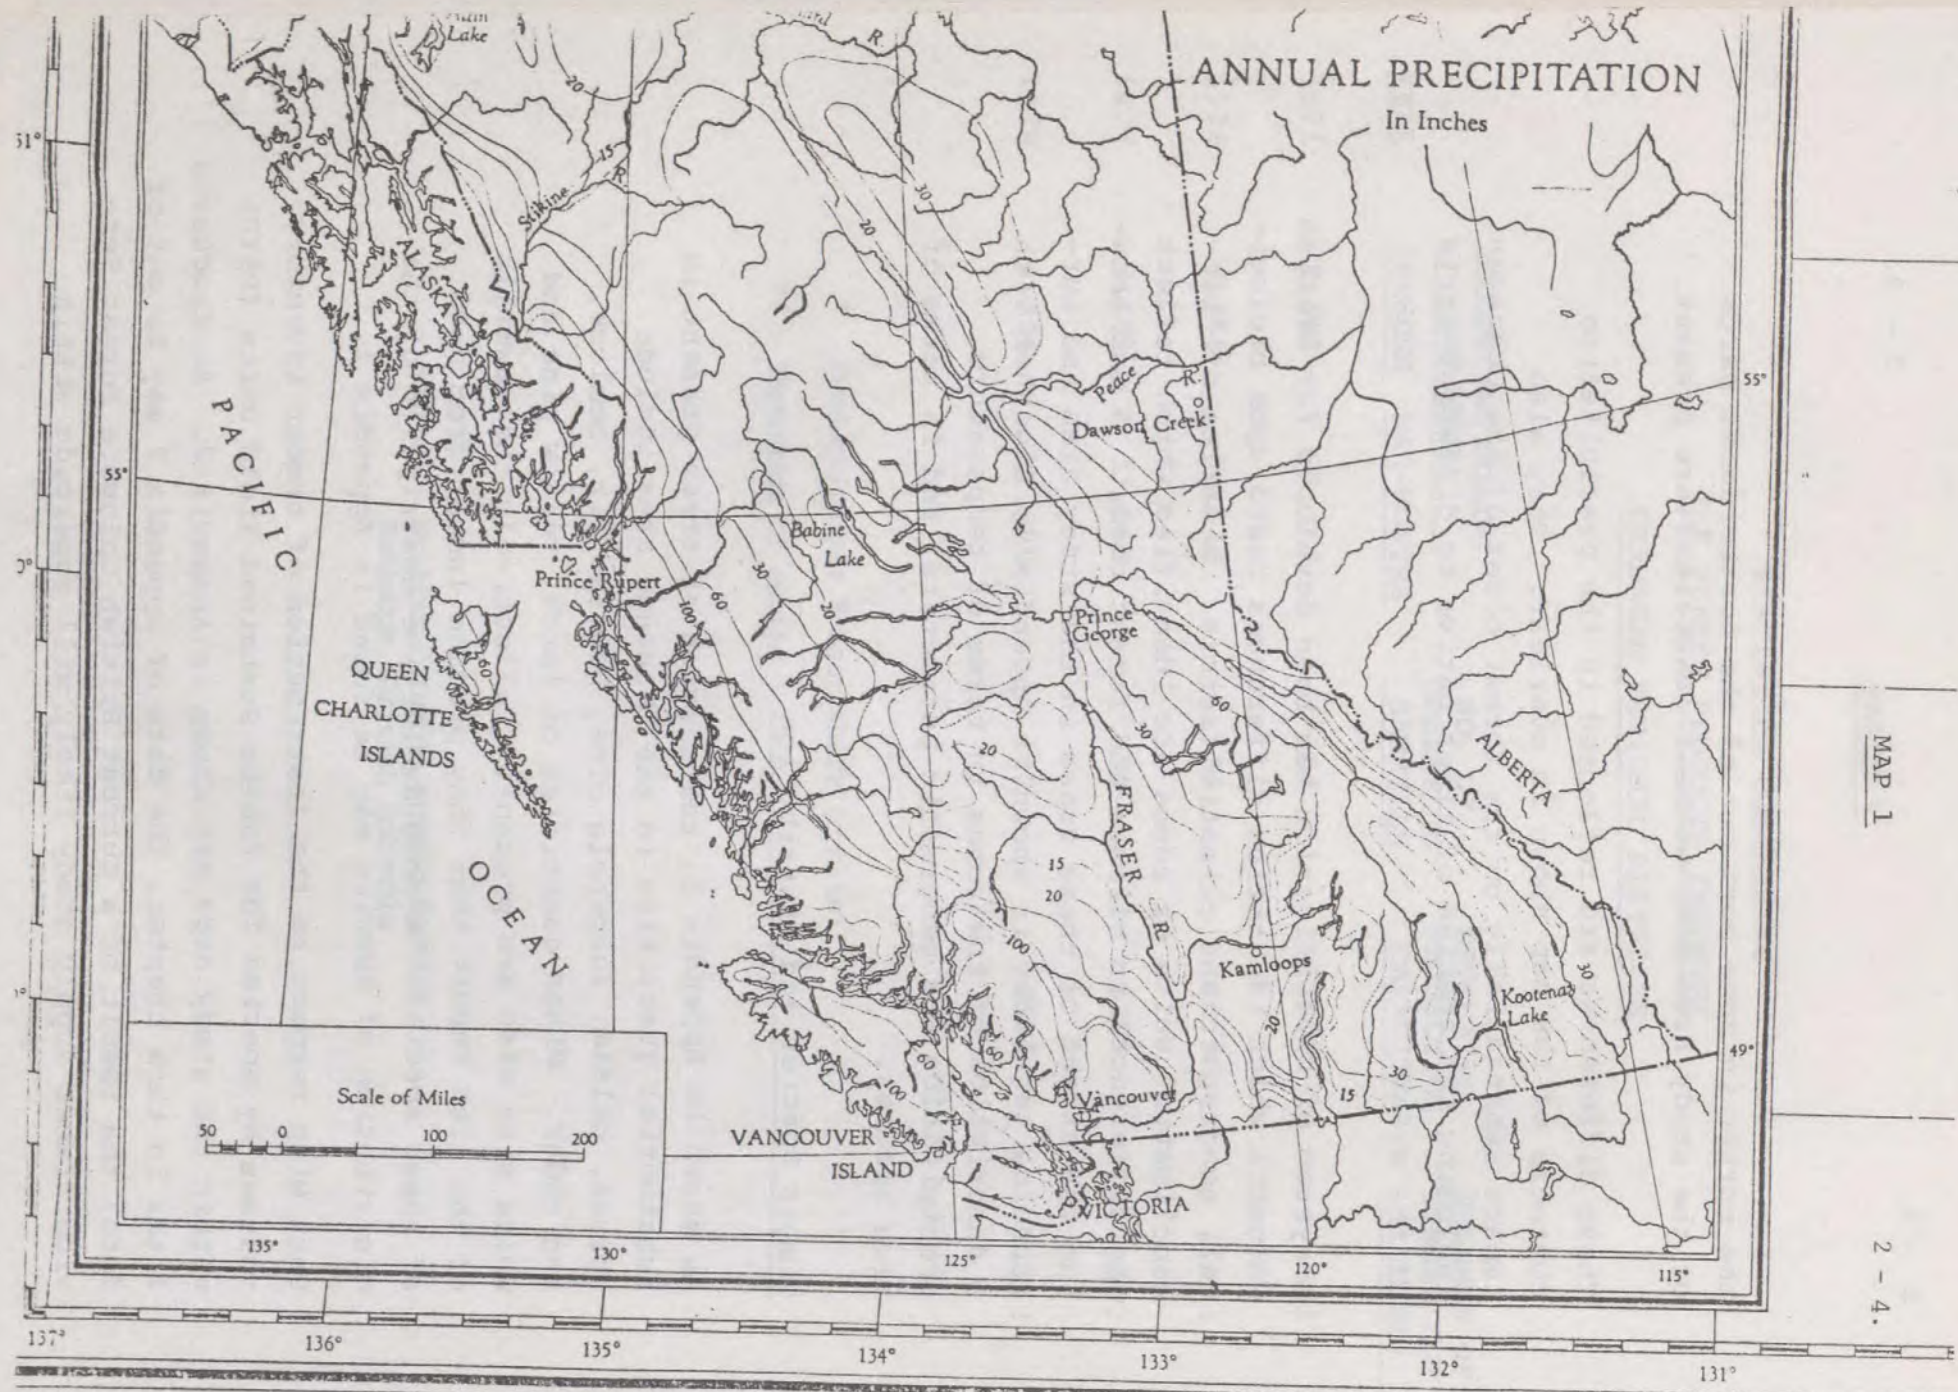 ANNUAL PRECIPITATION
In Inches
Lake
R.
20
15
R.
Stikine
30
20
ALASKA
PACIFIC
OCEAN
Peace
R.
Dawson Creek
55°
55°
Babine
Lake
Prince Rupert
30
60
100
20
Prince
George
QUEEN
CHARLOTTE
ISLANDS
60
60
30
20
ALBERTA
FRASER
R.
15
20
100
Kamloops
30
Kootenay
Lake
20
30
15
49°
60
60
100
Vancouver
VANCOUVER
ISLAND
VICTORIA
Scale of Miles
50 0 100 200
135° 130° 125° 120° 115°
137° 136° 135° 134° 133° 132° 131°
51°
MAP 1
2 - 4.